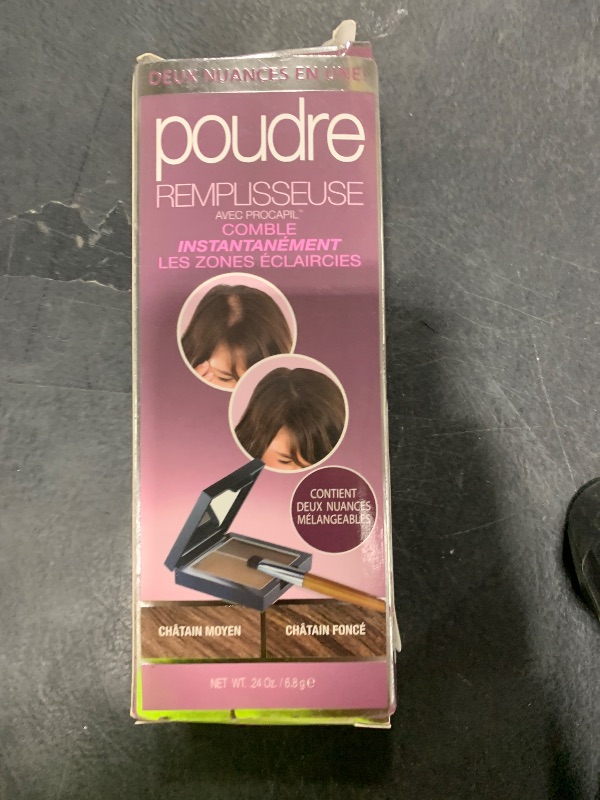 DEUX NUANCES EN UNE!
poudre
REMPLISSEUSE
AVEC PROCAPIL™
COMBLE
INSTANTANÉMENT
LES ZONES ÉCLAIRCIES
CONTIENT
DEUX NUANCES
MÉLANGEABLES
CHÂTAIN MOYEN
CHÂTAIN FONCÉ
NET WT. .24 Oz. / 6.8 g ℮